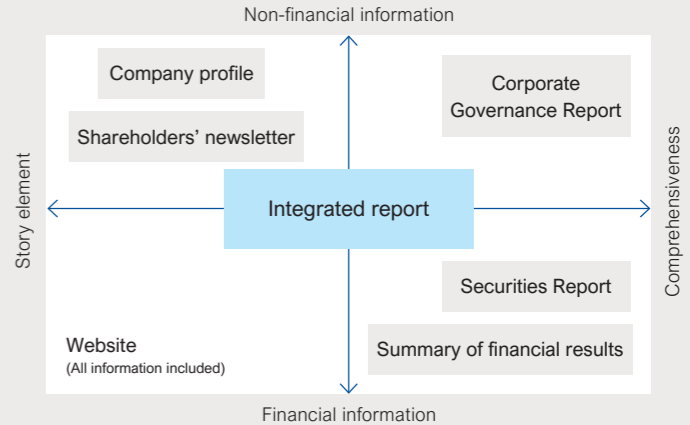 Non-financial information
Company profile
Corporate
Governance Report
Shareholders’ newsletter
Story element
Integrated report
Comprehensiveness
Securities Report
Website
(All information included)
Summary of financial results
Financial information